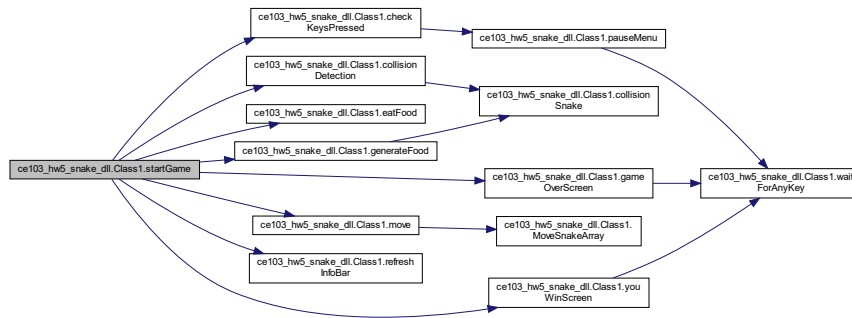 ce103_hw5_snake_dll.Class1.check
KeysPressed
ce103_hw5_snake_dll.Class1.pauseMenu
ce103_hw5_snake_dll.Class1.collision
Detection
ce103_hw5_snake_dll.Class1.collision
Snake
ce103_hw5_snake_dll.Class1.eatFood
ce103_hw5_snake_dll.Class1.generateFood
ce103_hw5_snake_dll.Class1.startGame
ce103_hw5_snake_dll.Class1.game
OverScreen
ce103_hw5_snake_dll.Class1.wait
ForAnyKey
ce103_hw5_snake_dll.Class1.move
ce103_hw5_snake_dll.Class1.
MoveSnakeArray
ce103_hw5_snake_dll.Class1.refresh
InfoBar
ce103_hw5_snake_dll.Class1.you
WinScreen